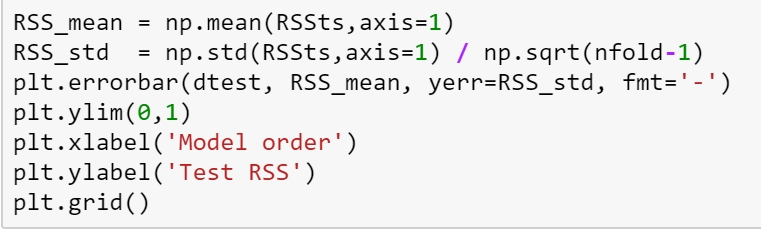 RSS_mean = np.mean(RSSts,axis=1)
RSS_std  = np.std(RSSts,axis=1) / np.sqrt(nfold-1)
plt.errorbar(dtest, RSS_mean, yerr=RSS_std, fmt='-')
plt.ylim(0,1)
plt.xlabel('Model order')
plt.ylabel('Test RSS')
plt.grid()